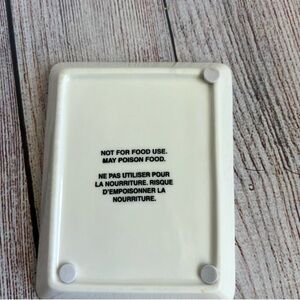 NOT FOR FOOD USE.
MAY POISON FOOD.
NE PAS UTILISER POUR
LA NOURRITURE. RISQUE
D'EMPOISONNER LA
NOURRITURE.